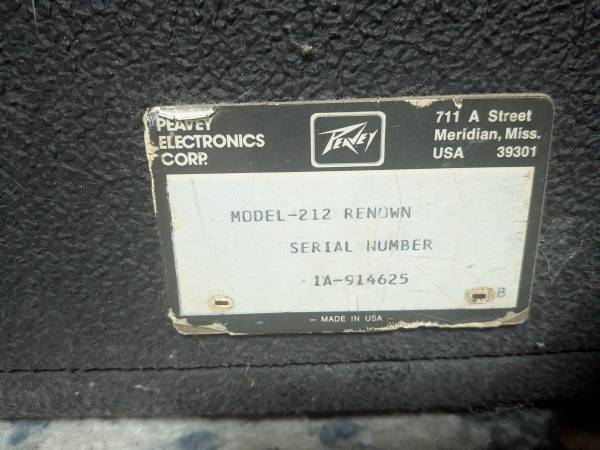 PEAVEY
ELECTRONICS
CORP.
PEAVEY
711 A Street
Meridian, Miss.
USA 39301
MODEL-212 RENOWN
SERIAL NUMBER
1A-914625
B
– MADE IN USA –